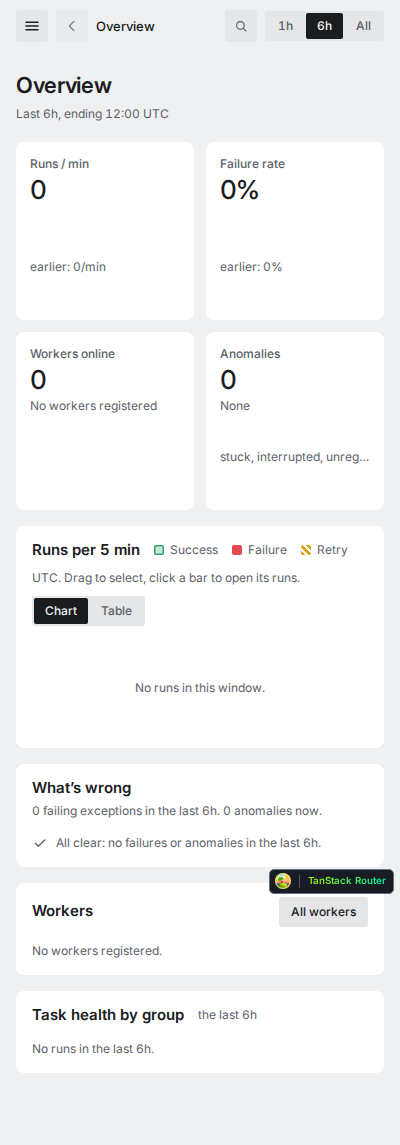 Overview
1h 6h All
Overview
Last 6h, ending 12:00 UTC
Runs / min
0
earlier: 0/min
Failure rate
0%
earlier: 0%
Workers online
0
No workers registered
Anomalies
0
None
stuck, interrupted, unreg...
Runs per 5 min Success Failure Retry
UTC. Drag to select, click a bar to open its runs.
Chart Table
No runs in this window.
What’s wrong
0 failing exceptions in the last 6h. 0 anomalies now.
All clear: no failures or anomalies in the last 6h.
TanStack Router
Workers All workers
No workers registered.
Task health by group the last 6h
No runs in the last 6h.